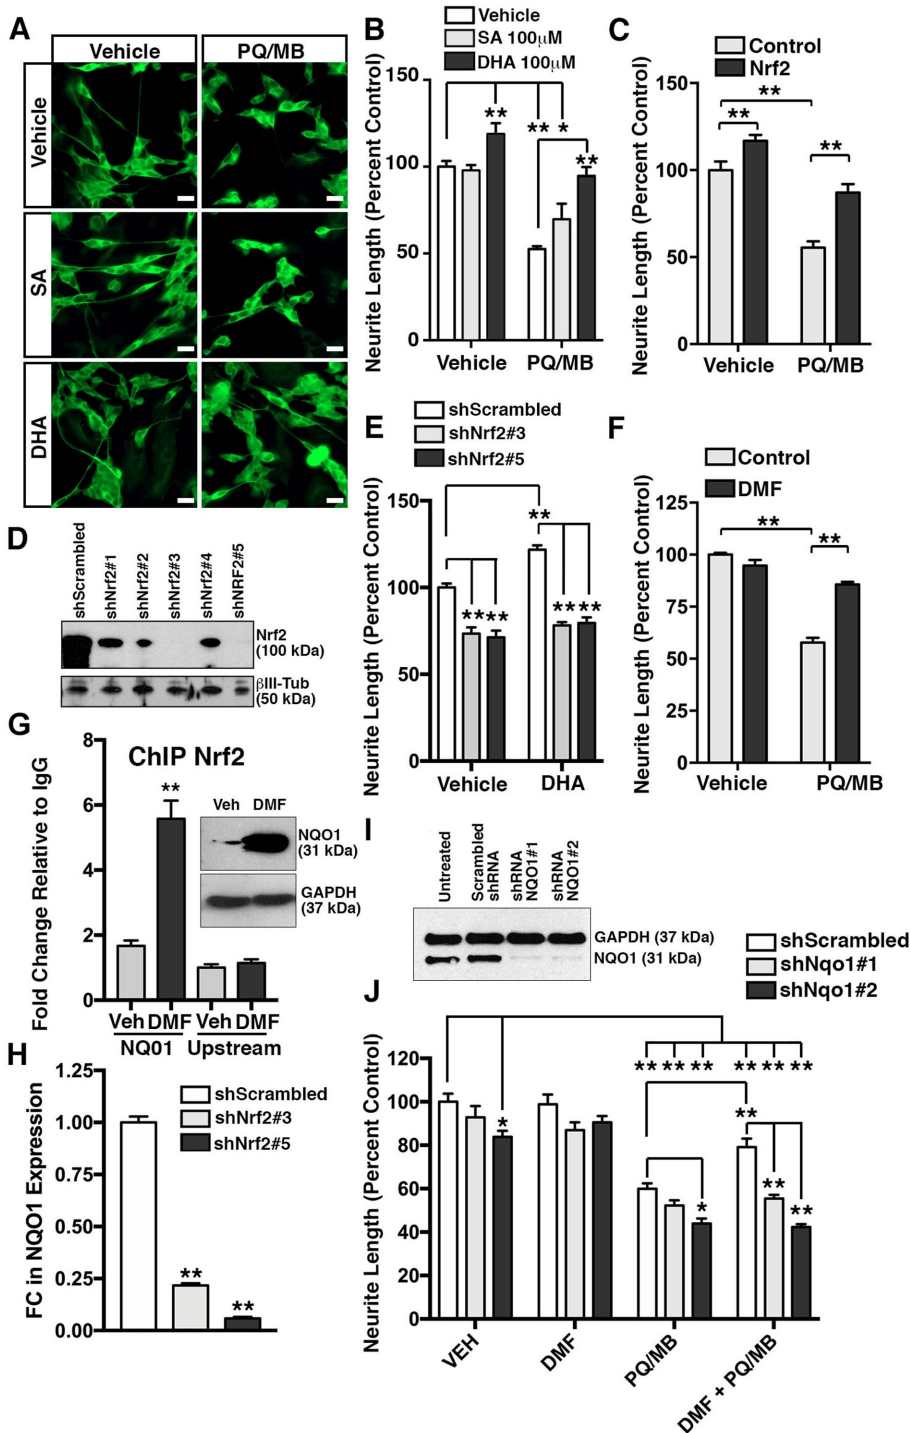 A
Vehicle
PQ/MB
Vehicle
SA
DHA
B
Vehicle
SA 100μM
DHA 100μM
Neurite Length (Percent Control)
150
100
50
0
** *
**
**
Vehicle
PQ/MB
C
Control
Nrf2
Neurite Length (Percent Control)
150
100
50
0
**
**
**
Vehicle
PQ/MB
D
shScrambled
shNrf2#1
shNrf2#2
shNrf2#3
shNrf2#4
shNRF2#5
Nrf2
(100 kDa)
βIII-Tub
(50 kDa)
E
shScrambled
shNrf2#3
shNrf2#5
Neurite Length (Percent Control)
150
100
50
0
**
** **
** **
Vehicle
DHA
F
Control
DMF
Neurite Length (Percent Control)
125
100
75
50
25
0
**
**
Vehicle
PQ/MB
G
ChIP Nrf2
Fold Change Relative to IgG
8
6
4
2
0
**
Veh DMF
NQO1
(31 kDa)
GAPDH
(37 kDa)
Veh DMF Veh DMF
NQ01 Upstream
H
FC in NQO1 Expression
1.25
1.00
0.75
0.50
0.25
0.00
shScrambled
shNrf2#3
shNrf2#5
**
**
I
Untreated
Scrambled
shRNA
shRNA
NQO1#1
shRNA
NQO1#2
GAPDH (37 kDa)
NQO1 (31 kDa)
J
shScrambled
shNqo1#1
shNqo1#2
Neurite Length (Percent Control)
120
100
80
60
40
20
0
** ** ** ** ** **
**
*
*
**
**
VEH
DMF
PQ/MB
DMF + PQ/MB